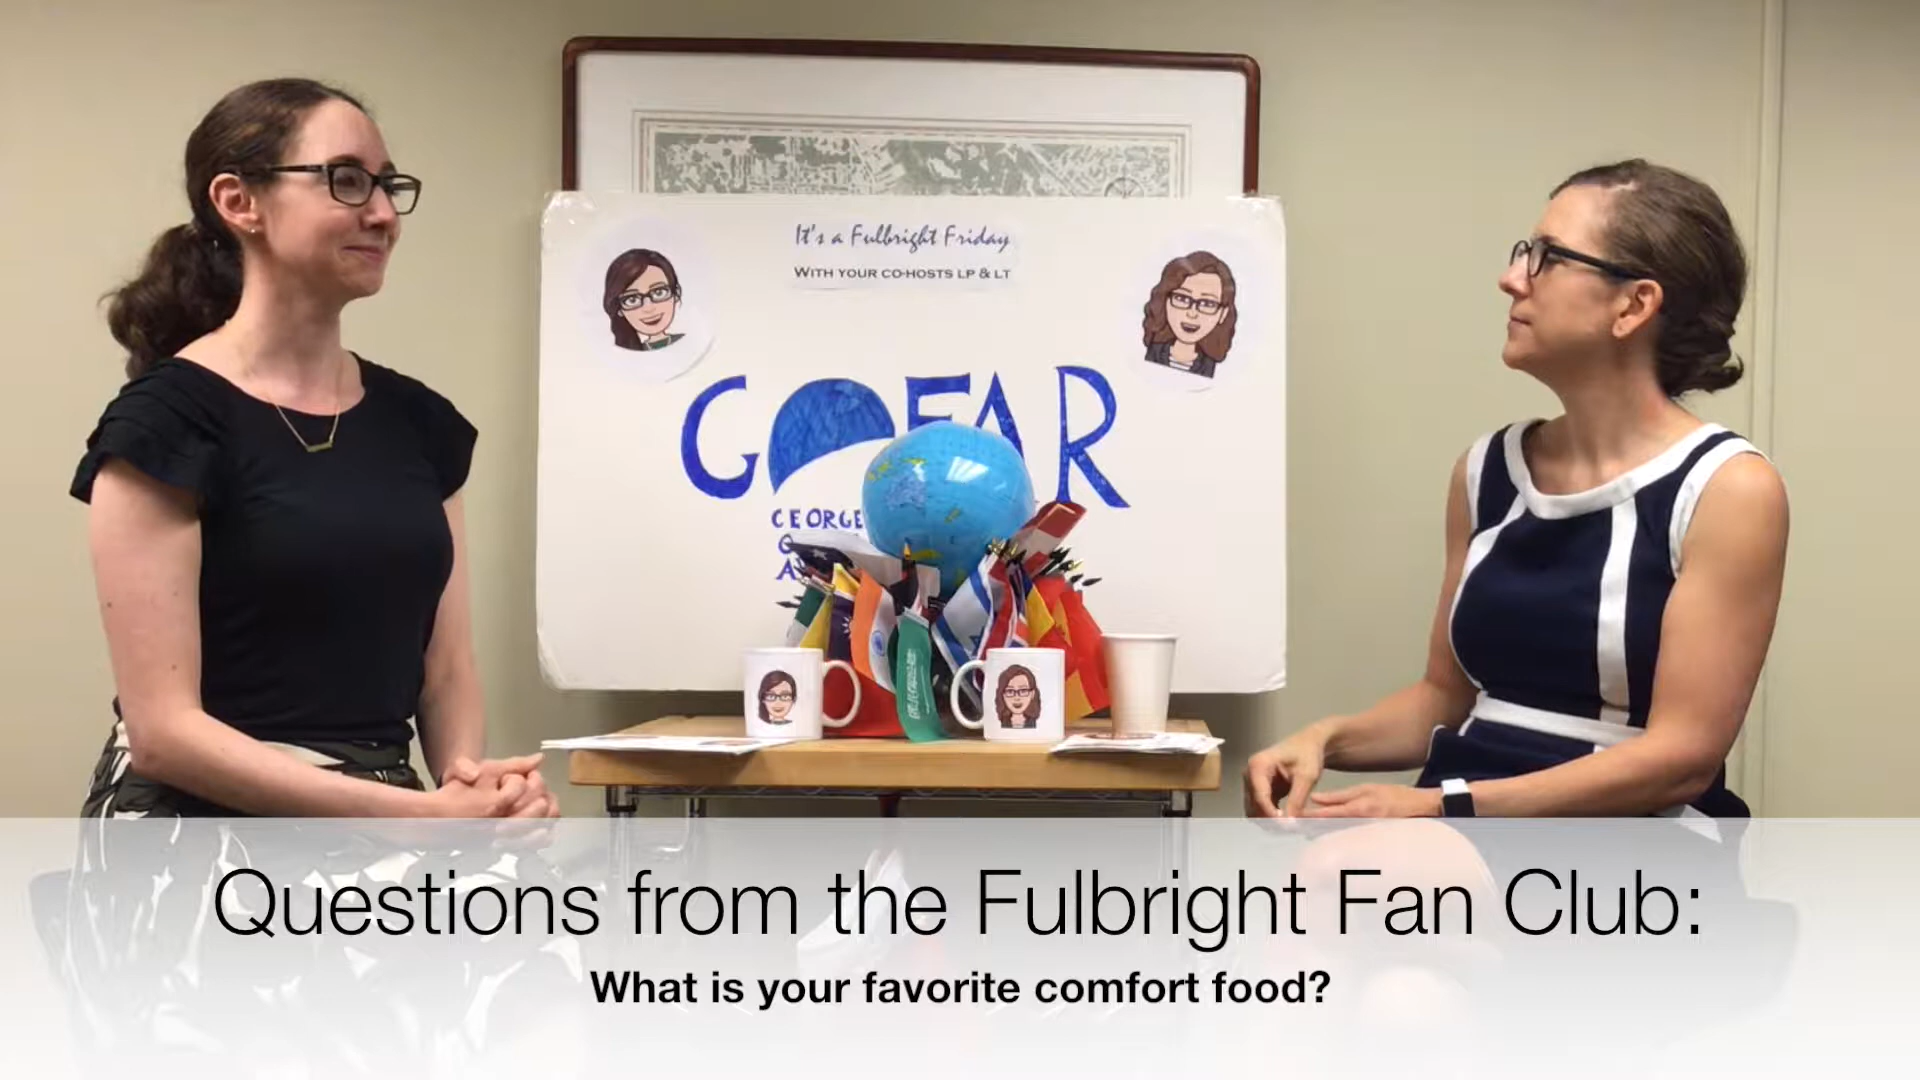 It's a Fulbright Friday
WITH YOUR CO-HOSTS LP & LT
GOFAR
GEORGE
Questions from the Fulbright Fan Club:
What is your favorite comfort food?